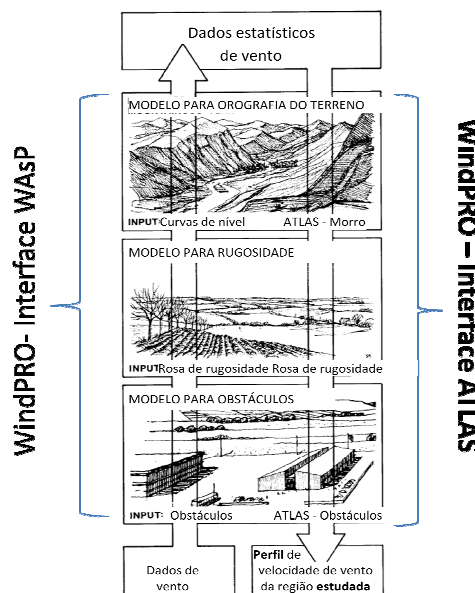 Dados estatísticos
de vento
MODELO PARA OROGRAFIA DO TERRENO
INPUT: Curvas de nível ATLAS - Morro
MODELO PARA RUGOSIDADE
INPUT Rosa de rugosidade Rosa de rugosidade
MODELO PARA OBSTÁCULOS
INPUT: Obstáculos ATLAS - Obstáculos
Dados de
vento
Perfil de
velocidade de vento
da região estudada
WindPRO- Interface WAsP
WindPRO – Interface ATLAS